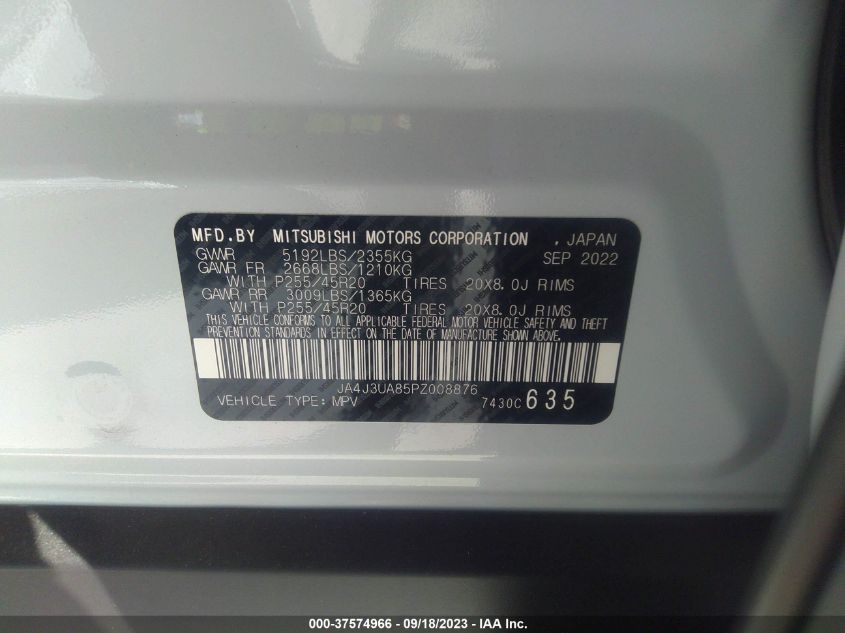 MFD.BY MITSUBISHI MOTORS CORPORATION , JAPAN
GVWR 5192LBS/2355KG SEP 2022
GAWR FR 2668LBS/1210KG
WITH P255/45R20 TIRES 20X8.0J RIMS
GAWR RR 3009LBS/1365KG
WITH P255/45R20 TIRES 20X8.0J RIMS
THIS VEHICLE CONFORMS TO ALL APPLICABLE FEDERAL MOTOR VEHICLE SAFETY AND THEFT
PREVENTION STANDARDS IN EFFECT ON THE DATE OF MANUFACTURE SHOWN ABOVE.
JA4J3UA85PZ008876
VEHICLE TYPE: MPV 7430C 635
000-37574966 - 09/18/2023 - IAA Inc.